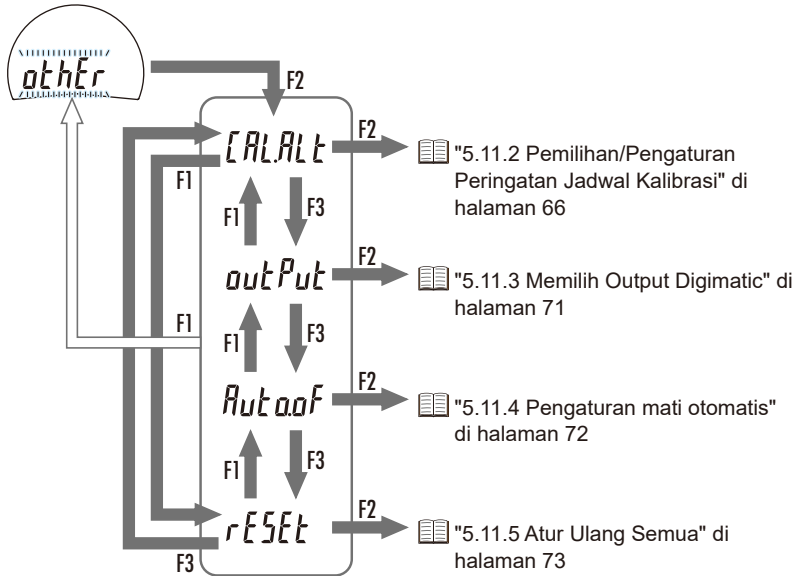 othEr
F2
CAL.ALt
F2
"5.11.2 Pemilihan/Pengaturan
Peringatan Jadwal Kalibrasi" di
halaman 66
F1
F1
F3
outPut
F2
"5.11.3 Memilih Output Digimatic" di
halaman 71
F1
F1
F3
Auto.oF
F2
"5.11.4 Pengaturan mati otomatis"
di halaman 72
F1
F3
rESEt
F2
"5.11.5 Atur Ulang Semua" di
halaman 73
F3